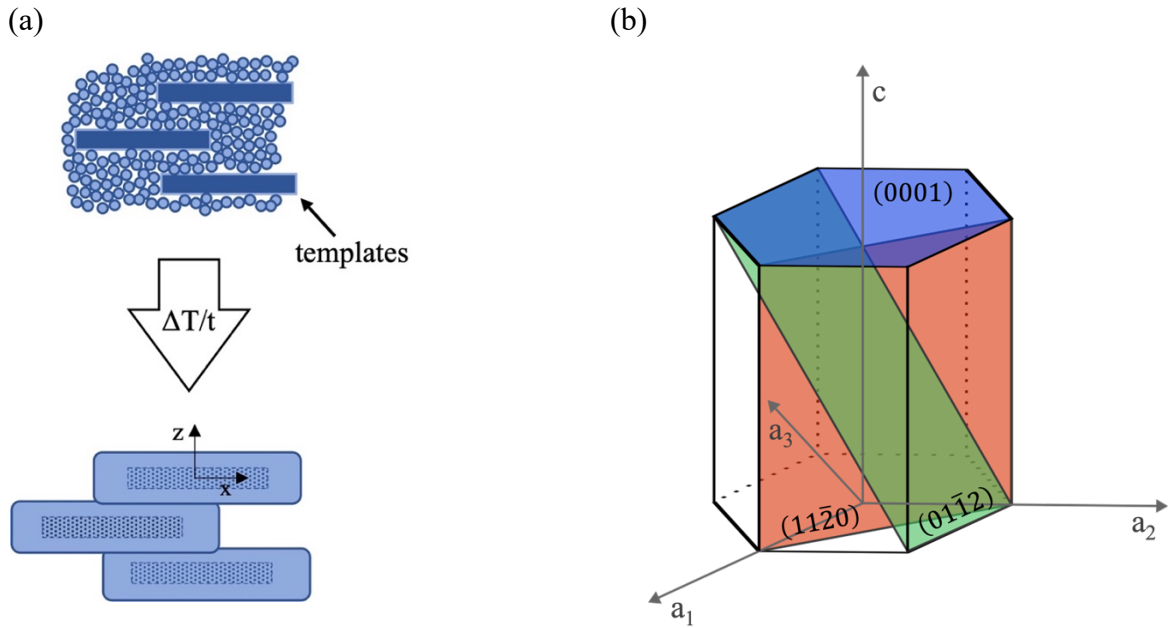 (a)
templates
ΔT/t
z
x
(b)
c
(0001)
a₃
(112̄0)
(011̄2)
a₂
a₁